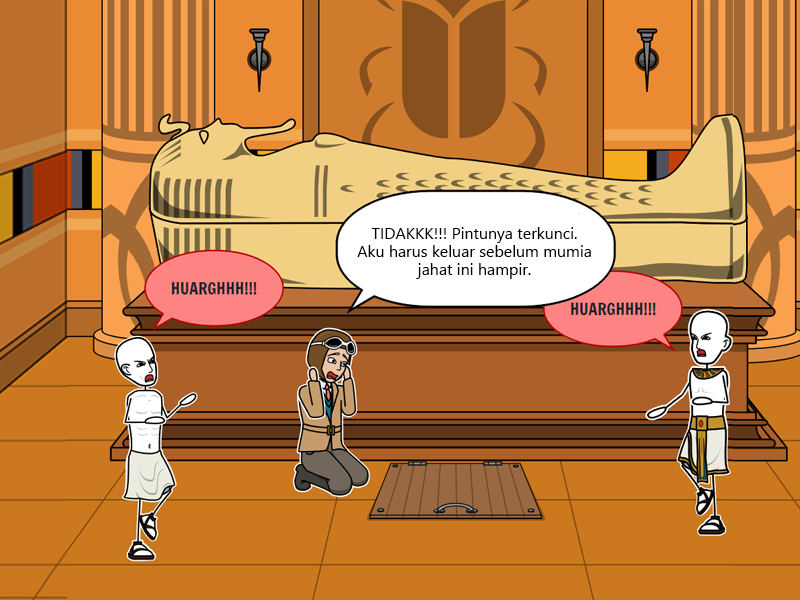 TIDAKKK!!! Pintunya terkunci.
Aku harus keluar sebelum mumia
jahat ini hampir.
HUARGHHH!!!
HUARGHHH!!!